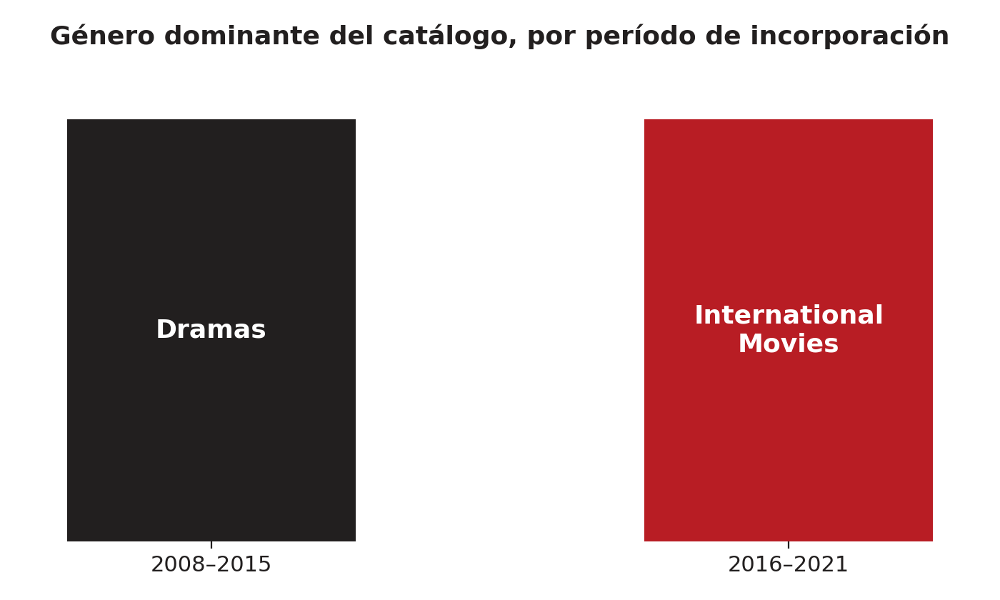 Género dominante del catálogo, por período de incorporación
Dramas
International
Movies
2008–2015
2016–2021